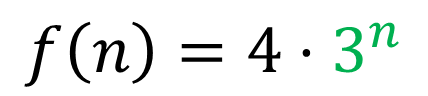 f(n) = 4 · 3ⁿ